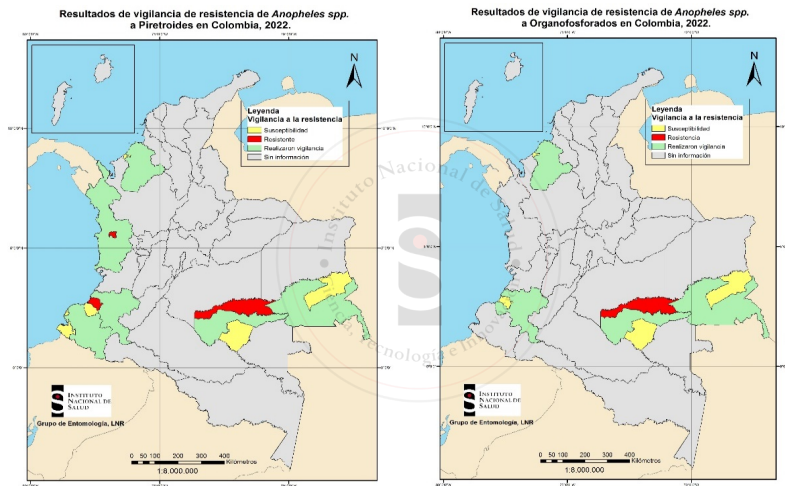 Resultados de vigilancia de resistencia de Anopheles spp.
a Piretroides en Colombia, 2022.
N
Leyenda
Vigilancia a la resistencia
Susceptibilidad
Resistente
Realizaron vigilancia
Sin información
INSTITUTO
NACIONAL DE
SALUD
Grupo de Entomología, LNR
0 50 100 200 300 400
Kilómetros
1:8.000.000
Resultados de vigilancia de resistencia de Anopheles spp.
a Organofosforados en Colombia, 2022.
N
Leyenda
Vigilancia a la resistencia
Susceptibilidad
Resistencia
Realizaron vigilancia
Sin información
INSTITUTO
NACIONAL DE
SALUD
Grupo de Entomología, LNR
0 50 100 200 300 400
Kilómetros
1:8.000.000
Instituto Nacional de Salud